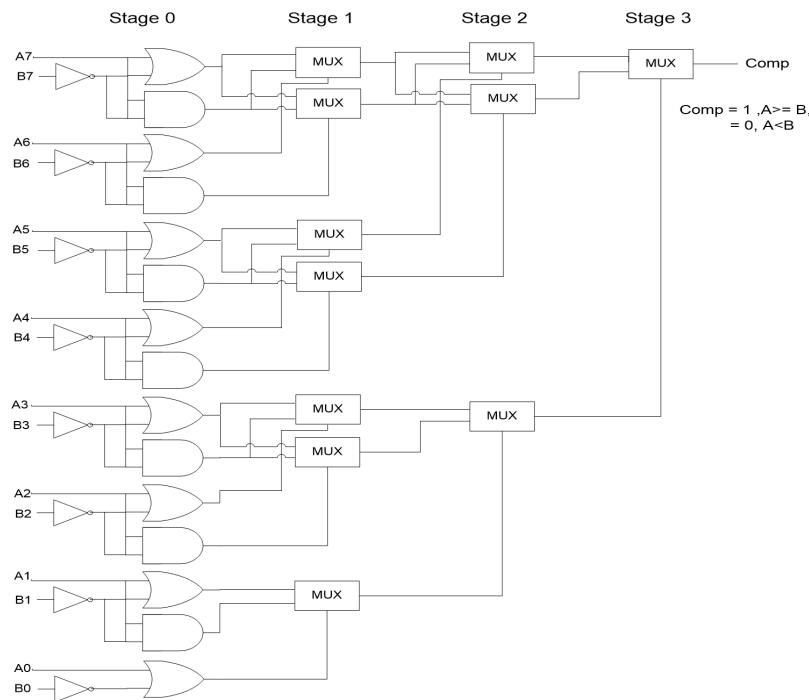 Stage 0 Stage 1 Stage 2 Stage 3
A7
B7
MUX
MUX
MUX
MUX
MUX
Comp
Comp = 1 ,A>= B,
= 0, A<B
A6
B6
A5
B5
MUX
MUX
A4
B4
A3
B3
MUX
MUX
MUX
A2
B2
A1
B1
MUX
A0
B0